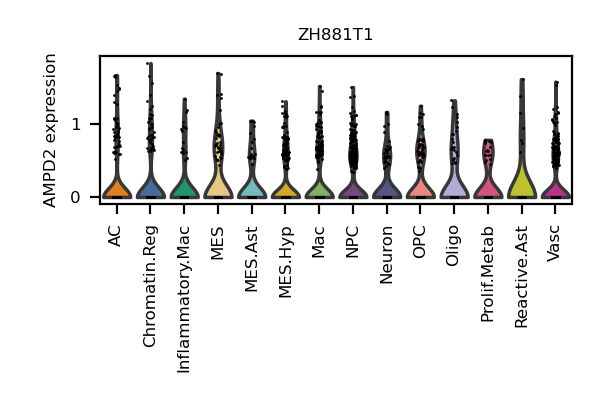 ZH881T1
AMPD2 expression
1
0
AC
Chromatin.Reg
Inflammatory.Mac
MES
MES.Ast
MES.Hyp
Mac
NPC
Neuron
OPC
Oligo
Prolif.Metab
Reactive.Ast
Vasc